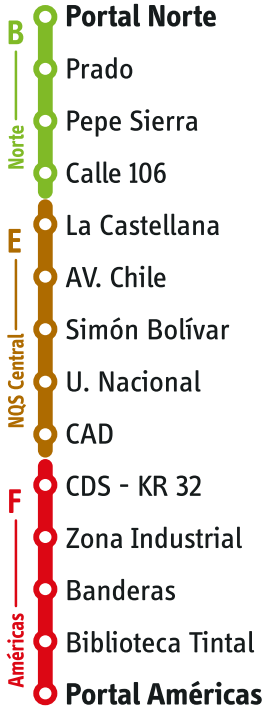 B
Norte
Portal Norte
Prado
Pepe Sierra
Calle 106
E
NQS Central
La Castellana
AV. Chile
Simón Bolívar
U. Nacional
CAD
F
Américas
CDS - KR 32
Zona Industrial
Banderas
Biblioteca Tintal
Portal Américas